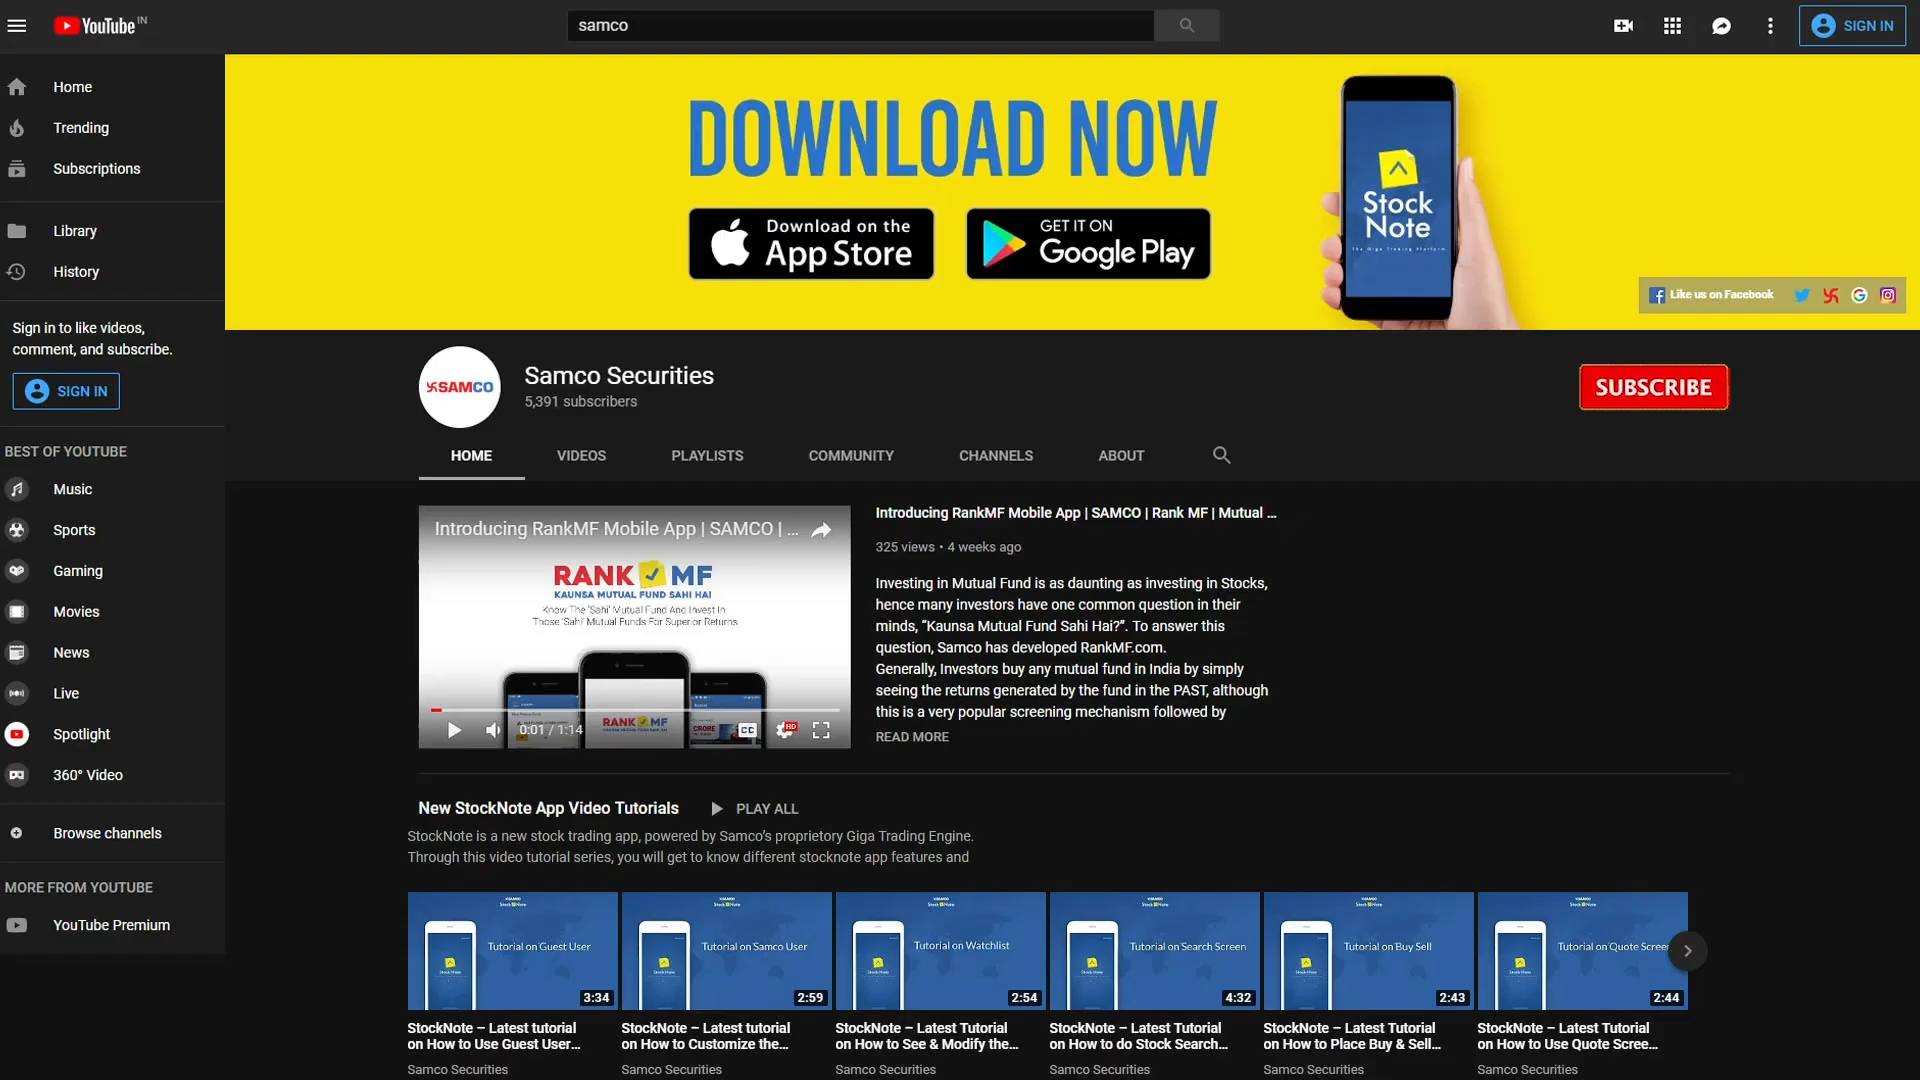 YouTube IN
samco
SIGN IN
Home
Trending
Subscriptions
Library
History
Sign in to like videos,
comment, and subscribe.
SIGN IN
BEST OF YOUTUBE
Music
Sports
Gaming
Movies
News
Live
Spotlight
360° Video
Browse channels
MORE FROM YOUTUBE
YouTube Premium
DOWNLOAD NOW
Download on the
App Store
GET IT ON
Google Play
Stock
Note
The Giga Trading Platform
Like us on Facebook
SAMCO
Samco Securities
5,391 subscribers
SUBSCRIBE
HOME
VIDEOS
PLAYLISTS
COMMUNITY
CHANNELS
ABOUT
Introducing RankMF Mobile App | SAMCO | ...
RANK MF
KAUNSA MUTUAL FUND SAHI HAI
Know The 'Sahi' Mutual Fund And Invest In
Those 'Sahi' Mutual Funds For Superior Returns
RANK MF
CRORE
0:01 / 1:14
CC
HD
Introducing RankMF Mobile App | SAMCO | Rank MF | Mutual ...
325 views • 4 weeks ago
Investing in Mutual Fund is as daunting as investing in Stocks,
hence many investors have one common question in their
minds, "Kaunsa Mutual Fund Sahi Hai?". To answer this
question, Samco has developed RankMF.com.
Generally, Investors buy any mutual fund in India by simply
seeing the returns generated by the fund in the PAST, although
this is a very popular screening mechanism followed by
READ MORE
New StockNote App Video Tutorials
PLAY ALL
StockNote is a new stock trading app, powered by Samco's proprietory Giga Trading Engine.
Through this video tutorial series, you will get to know different stocknote app features and
Tutorial on Guest User
3:34
StockNote – Latest tutorial
on How to Use Guest User...
Samco Securities
Tutorial on Samco User
2:59
StockNote – Latest tutorial
on How to Customize the...
Samco Securities
Tutorial on Watchlist
2:54
StockNote – Latest Tutorial
on How to See & Modify the...
Samco Securities
Tutorial on Search Screen
4:32
StockNote – Latest Tutorial
on How to do Stock Search...
Samco Securities
Tutorial on Buy Sell
2:43
StockNote – Latest Tutorial
on How to Place Buy & Sell...
Samco Securities
Tutorial on Quote Screen
2:44
StockNote – Latest Tutorial
on How to Use Quote Scree...
Samco Securities